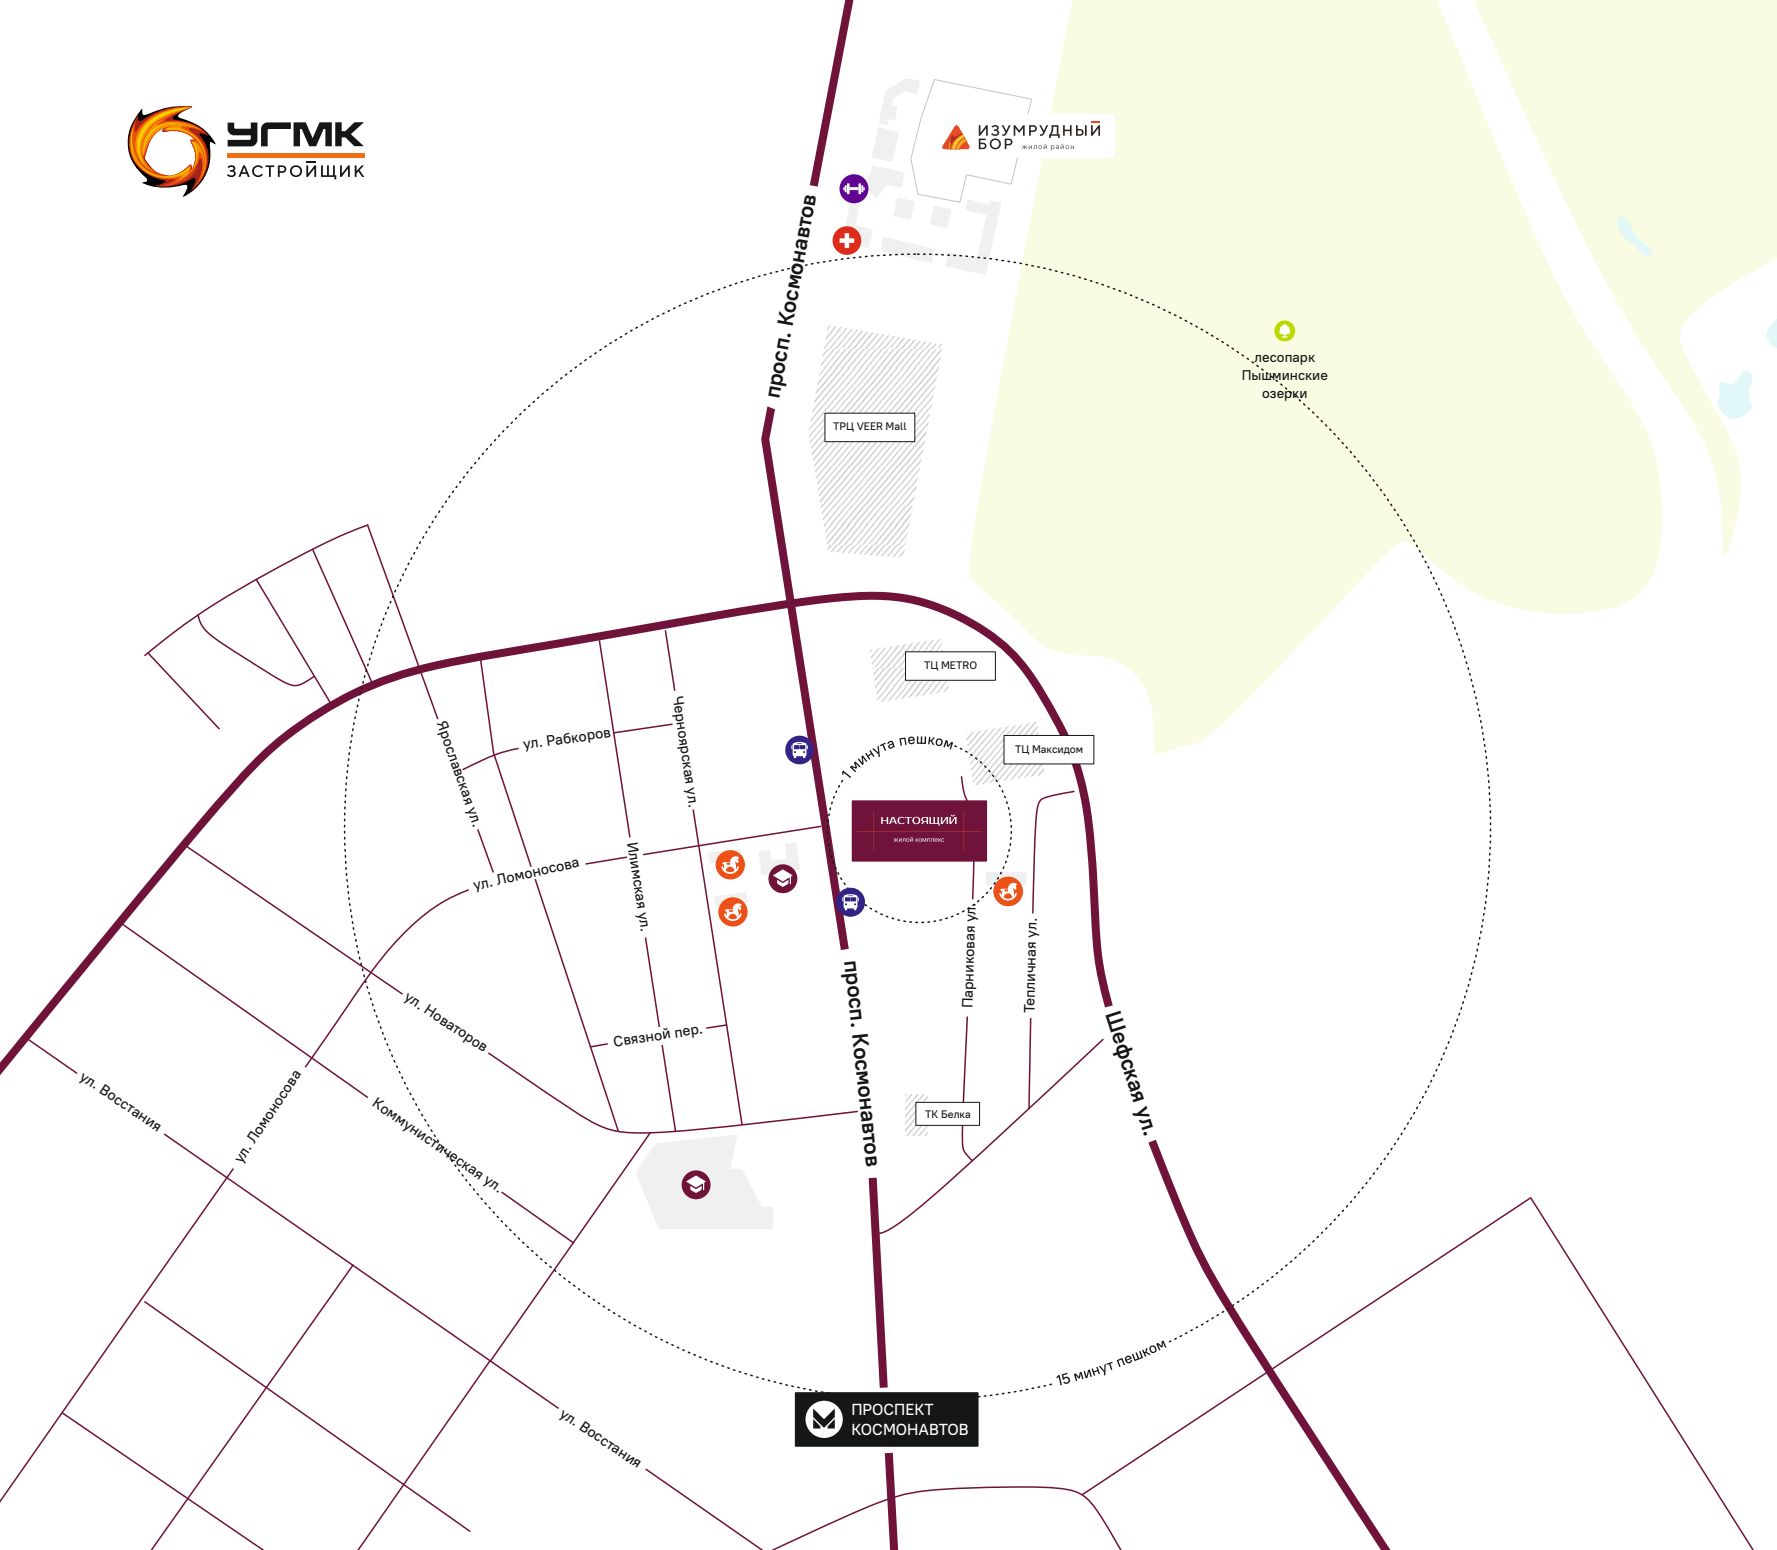 УГМК
ЗАСТРОЙЩИК
ИЗУМРУДНЫЙ
БОР жилой район
просп. Космонавтов
лесопарк
Пышминские
озерки
ТРЦ VEER Mall
ТЦ METRO
Ярославская ул.
ул. Рабкоров
Черноярская ул.
1 минута пешком
ТЦ Максидом
НАСТОЯЩИЙ
жилой комплекс
ул. Ломоносова
Илимская ул.
Парниковая ул.
Тепличная ул.
просп. Космонавтов
ул. Новаторов
Связной пер.
Шефская ул.
ул. Восстания
ул. Ломоносова
Коммунистическая ул.
ТК Белка
15 минут пешком
ПРОСПЕКТ
КОСМОНАВТОВ
ул. Восстания